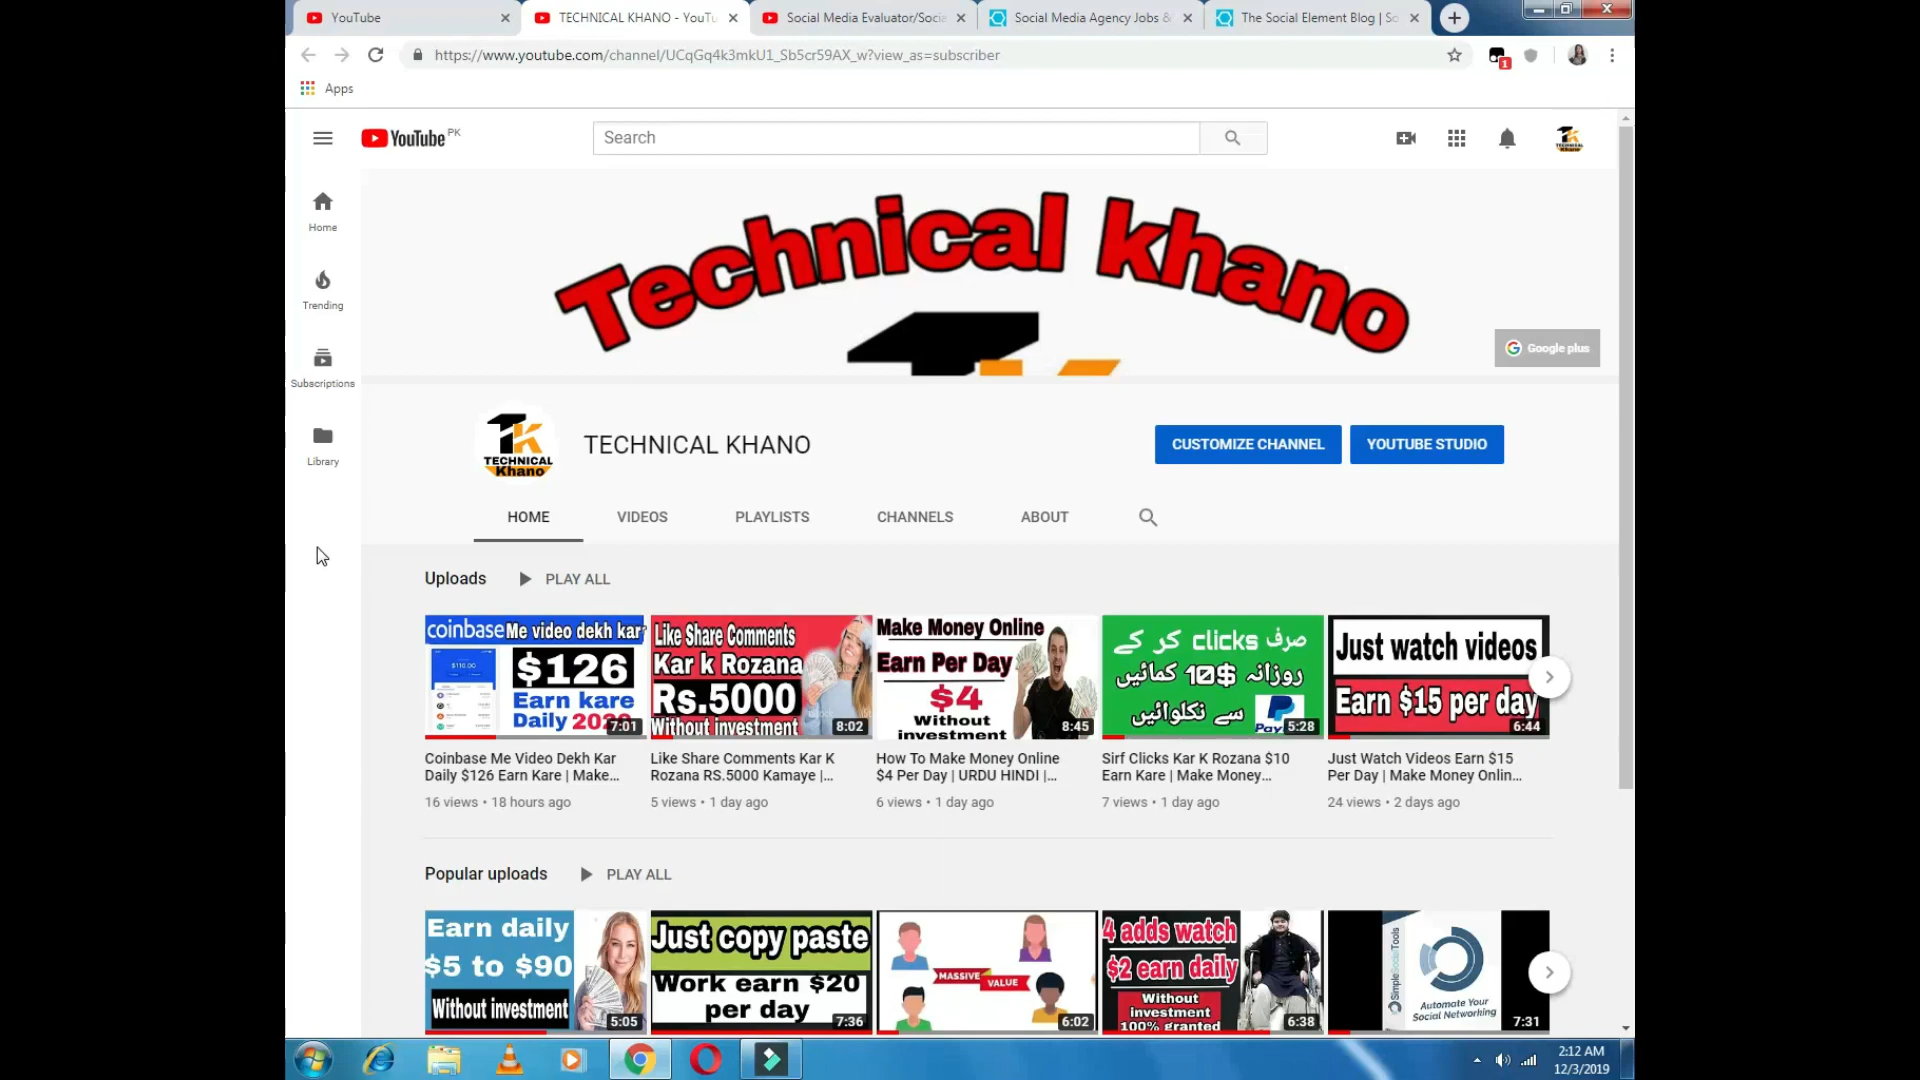 YouTube
TECHNICAL KHANO - YouTu
Social Media Evaluator/Socia
Social Media Agency Jobs &
The Social Element Blog | So
https://www.youtube.com/channel/UCqGq4k3mkU1_Sb5cr59AX_w?view_as=subscriber
1
Apps
YouTube PK
Search
TECHNICAL
Khano
Home
Trending
Subscriptions
Library
Technical khano
Google plus
TECHNICAL
Khano
TECHNICAL KHANO
CUSTOMIZE CHANNEL
YOUTUBE STUDIO
HOME
VIDEOS
PLAYLISTS
CHANNELS
ABOUT
Uploads
PLAY ALL
coinbase Me video dekh kar
$126
Earn kare
Daily
7:01
Like Share Comments
Kar k Rozana
Rs.5000
Without investment
8:02
Make Money Online
Earn Per Day
$4
Without
investment
8:45
صرف clicks کر کے
روزانہ 10$ کمائیں
سے نکلوائیں
5:28
Just watch videos
Earn $15 per day
6:44
Coinbase Me Video Dekh Kar
Daily $126 Earn Kare | Make...
16 views • 18 hours ago
Like Share Comments Kar K
Rozana RS.5000 Kamaye |...
5 views • 1 day ago
How To Make Money Online
$4 Per Day | URDU HINDI |...
6 views • 1 day ago
Sirf Clicks Kar K Rozana $10
Earn Kare | Make Money...
7 views • 1 day ago
Just Watch Videos Earn $15
Per Day | Make Money Onlin...
24 views • 2 days ago
Popular uploads
PLAY ALL
Earn daily
$5 to $90
Without investment
5:05
Just copy paste
Work earn $20
per day
7:36
MASSIVE
VALUE
6:02
4 adds watch
$2 earn daily
Without
investment
100% granted
6:38
Automate Your
Social Networking
7:31
2:12 AM
12/3/2019